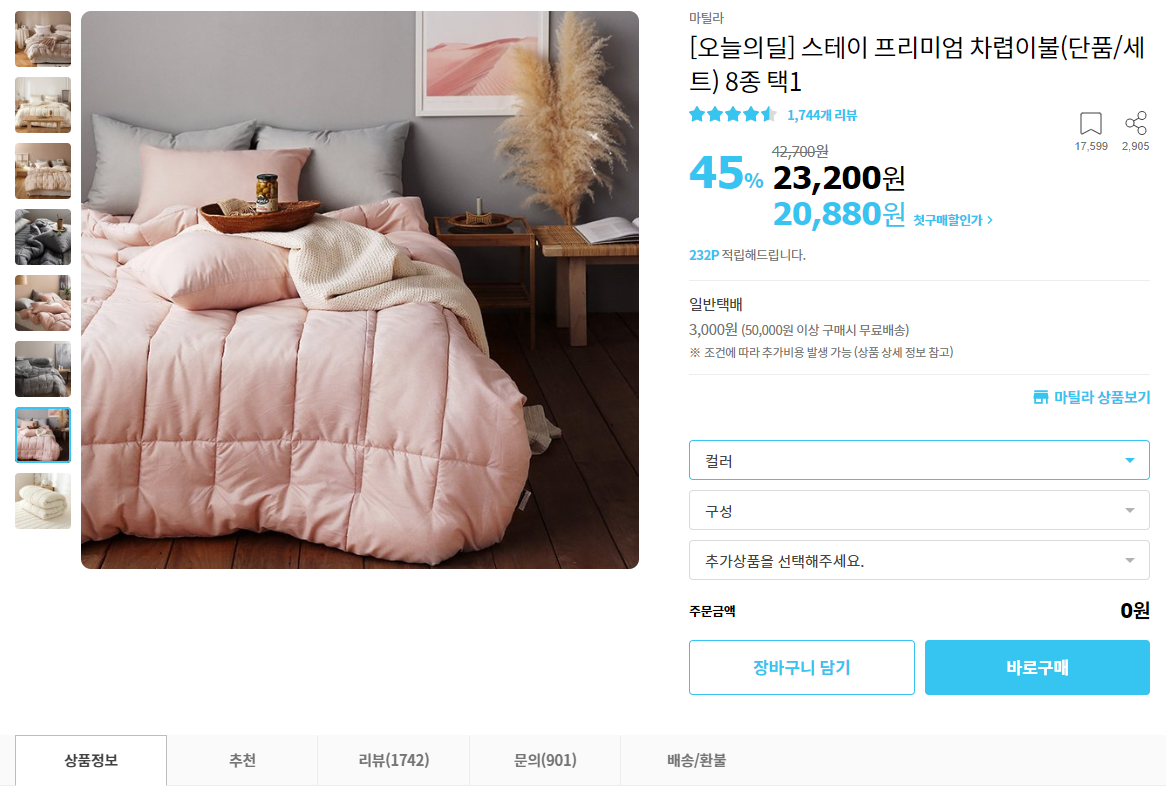 마틸라
[오늘의딜] 스테이 프리미엄 차렵이불(단품/세
트) 8종 택1
1,744개 리뷰
17,599
2,905
42,700원
45%
23,200원
20,880원 첫구매할인가
232P 적립해드립니다.
일반택배
3,000원 (50,000원 이상 구매시 무료배송)
※ 조건에 따라 추가비용 발생 가능 (상품 상세 정보 참고)
마틸라 상품보기
컬러
구성
추가상품을 선택해주세요.
주문금액
0원
장바구니 담기
바로구매
상품정보
추천
리뷰(1742)
문의(901)
배송/환불